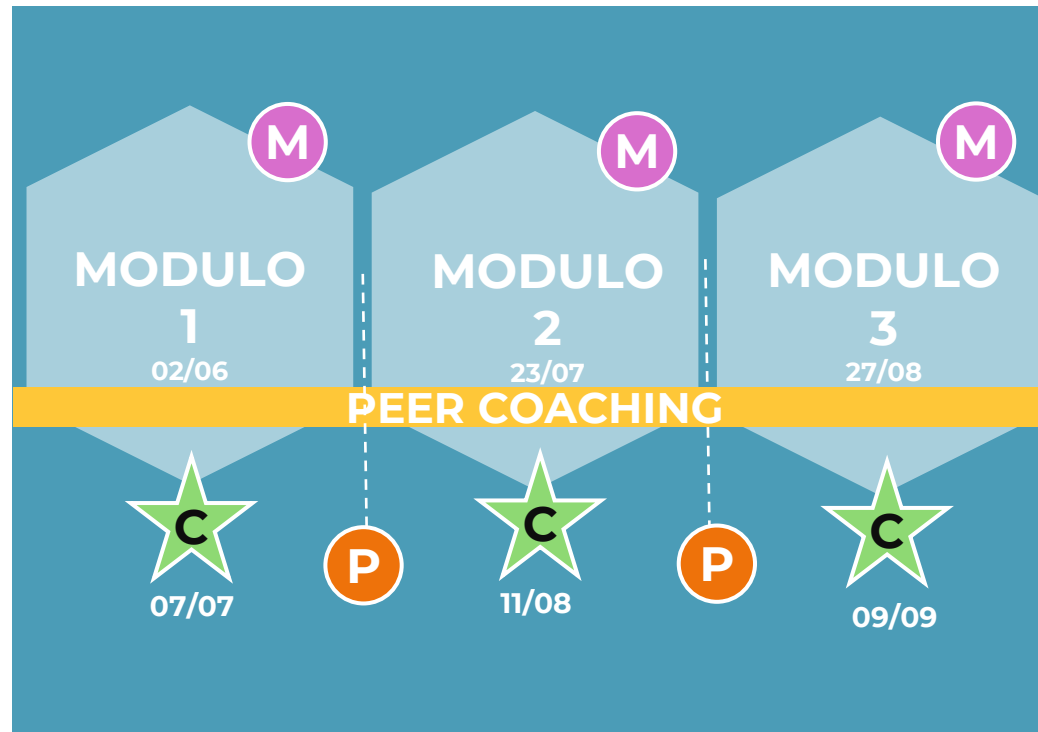 M
M
M
MODULO
1
02/06
MODULO
2
23/07
MODULO
3
27/08
PEER COACHING
C
07/07
P
C
11/08
P
C
09/09